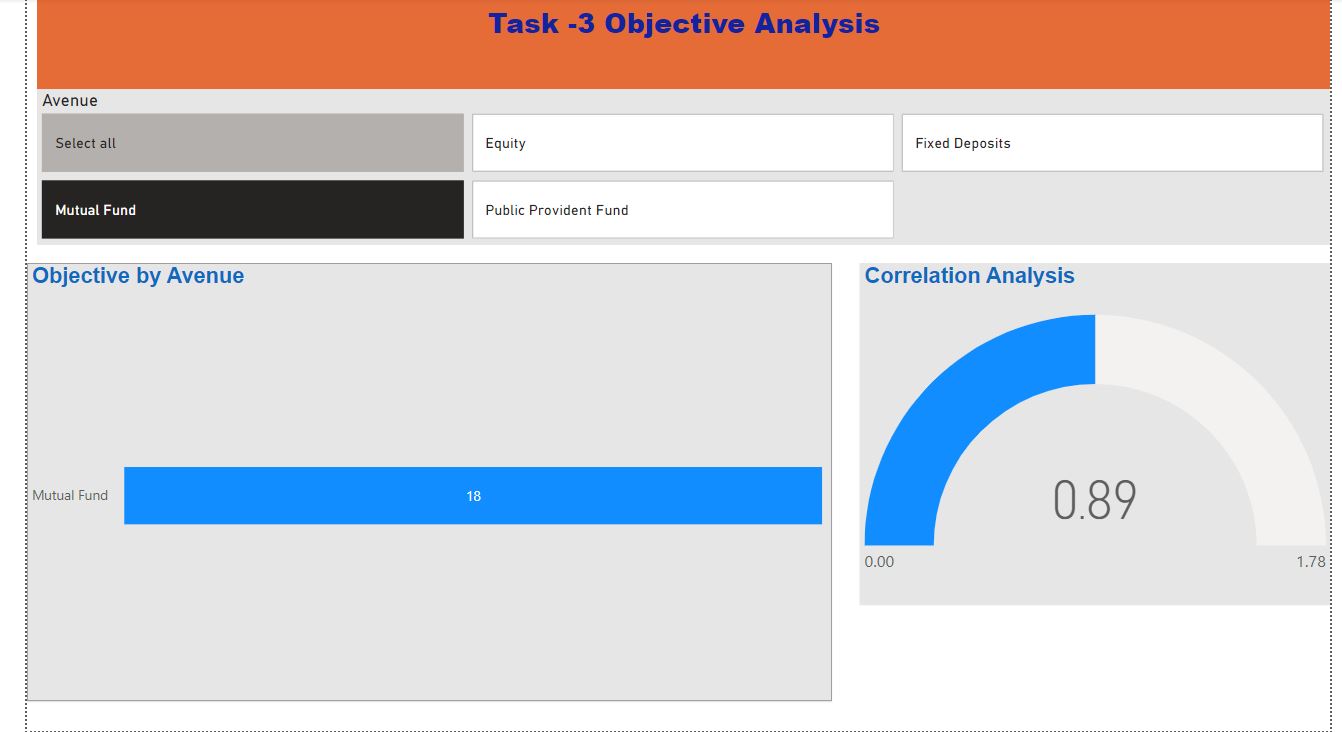 Task -3 Objective Analysis
Avenue
Select all
Equity
Fixed Deposits
Mutual Fund
Public Provident Fund
Objective by Avenue
Mutual Fund
18
Correlation Analysis
0.89
0.00
1.78